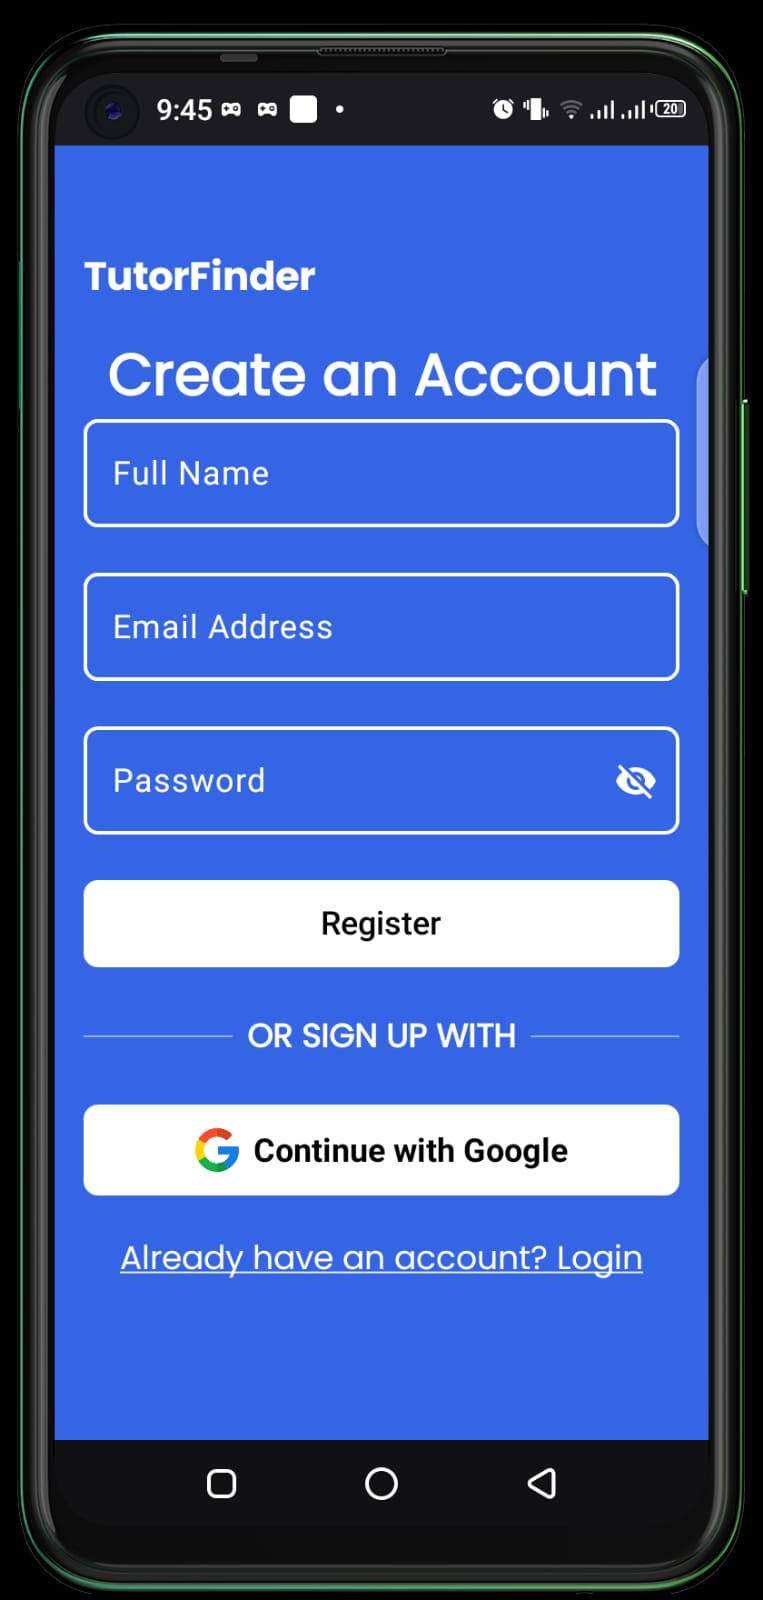 9:45
20
TutorFinder
Create an Account
Full Name
Email Address
Password
Register
OR SIGN UP WITH
Continue with Google
Already have an account? Login